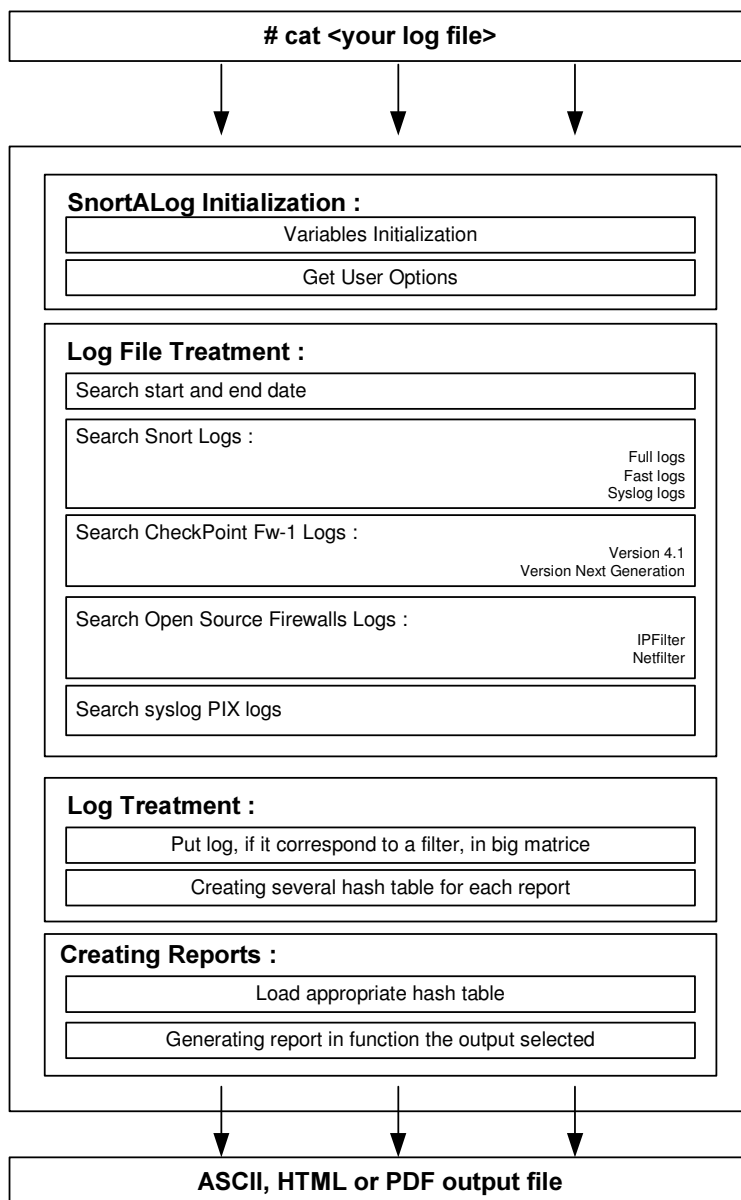 # cat <your log file>
SnortALog Initialization :
Variables Initialization
Get User Options
Log File Treatment :
Search start and end date
Search Snort Logs :
Full logs
Fast logs
Syslog logs
Search CheckPoint Fw-1 Logs :
Version 4.1
Version Next Generation
Search Open Source Firewalls Logs :
IPFilter
Netfilter
Search syslog PIX logs
Log Treatment :
Put log, if it correspond to a filter, in big matrice
Creating several hash table for each report
Creating Reports :
Load appropriate hash table
Generating report in function the output selected
ASCII, HTML or PDF output file